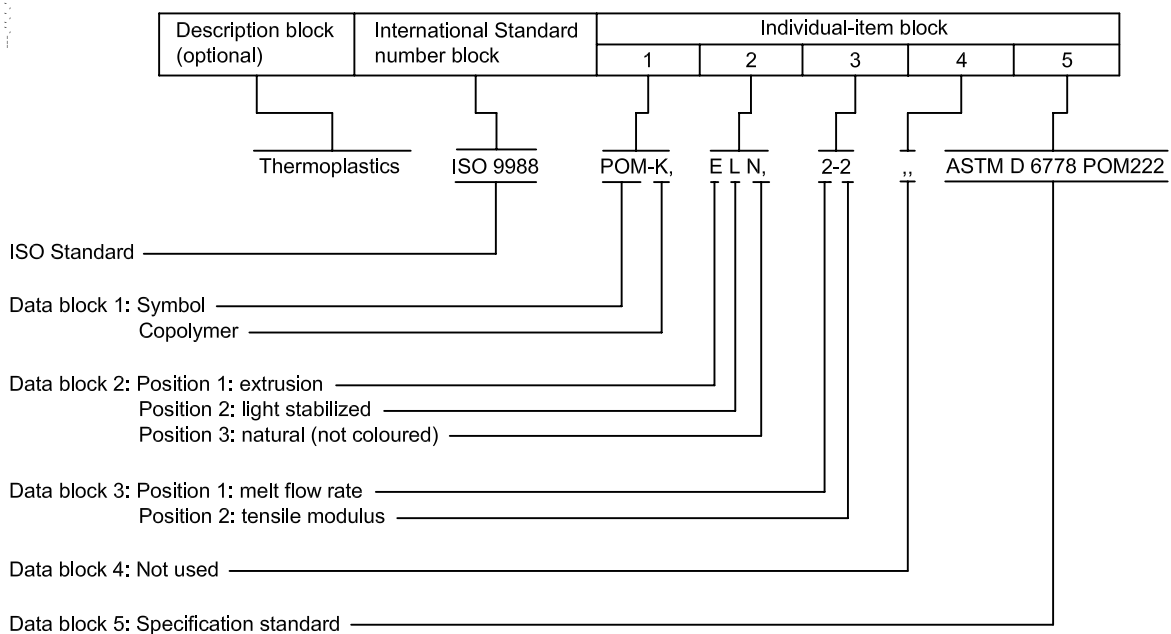 Description block
(optional)
International Standard
number block
Individual-item block
1 2 3 4 5
Thermoplastics ISO 9988 POM-K, E L N, 2-2 ,, ASTM D 6778 POM222
ISO Standard
Data block 1: Symbol
Copolymer
Data block 2: Position 1: extrusion
Position 2: light stabilized
Position 3: natural (not coloured)
Data block 3: Position 1: melt flow rate
Position 2: tensile modulus
Data block 4: Not used
Data block 5: Specification standard